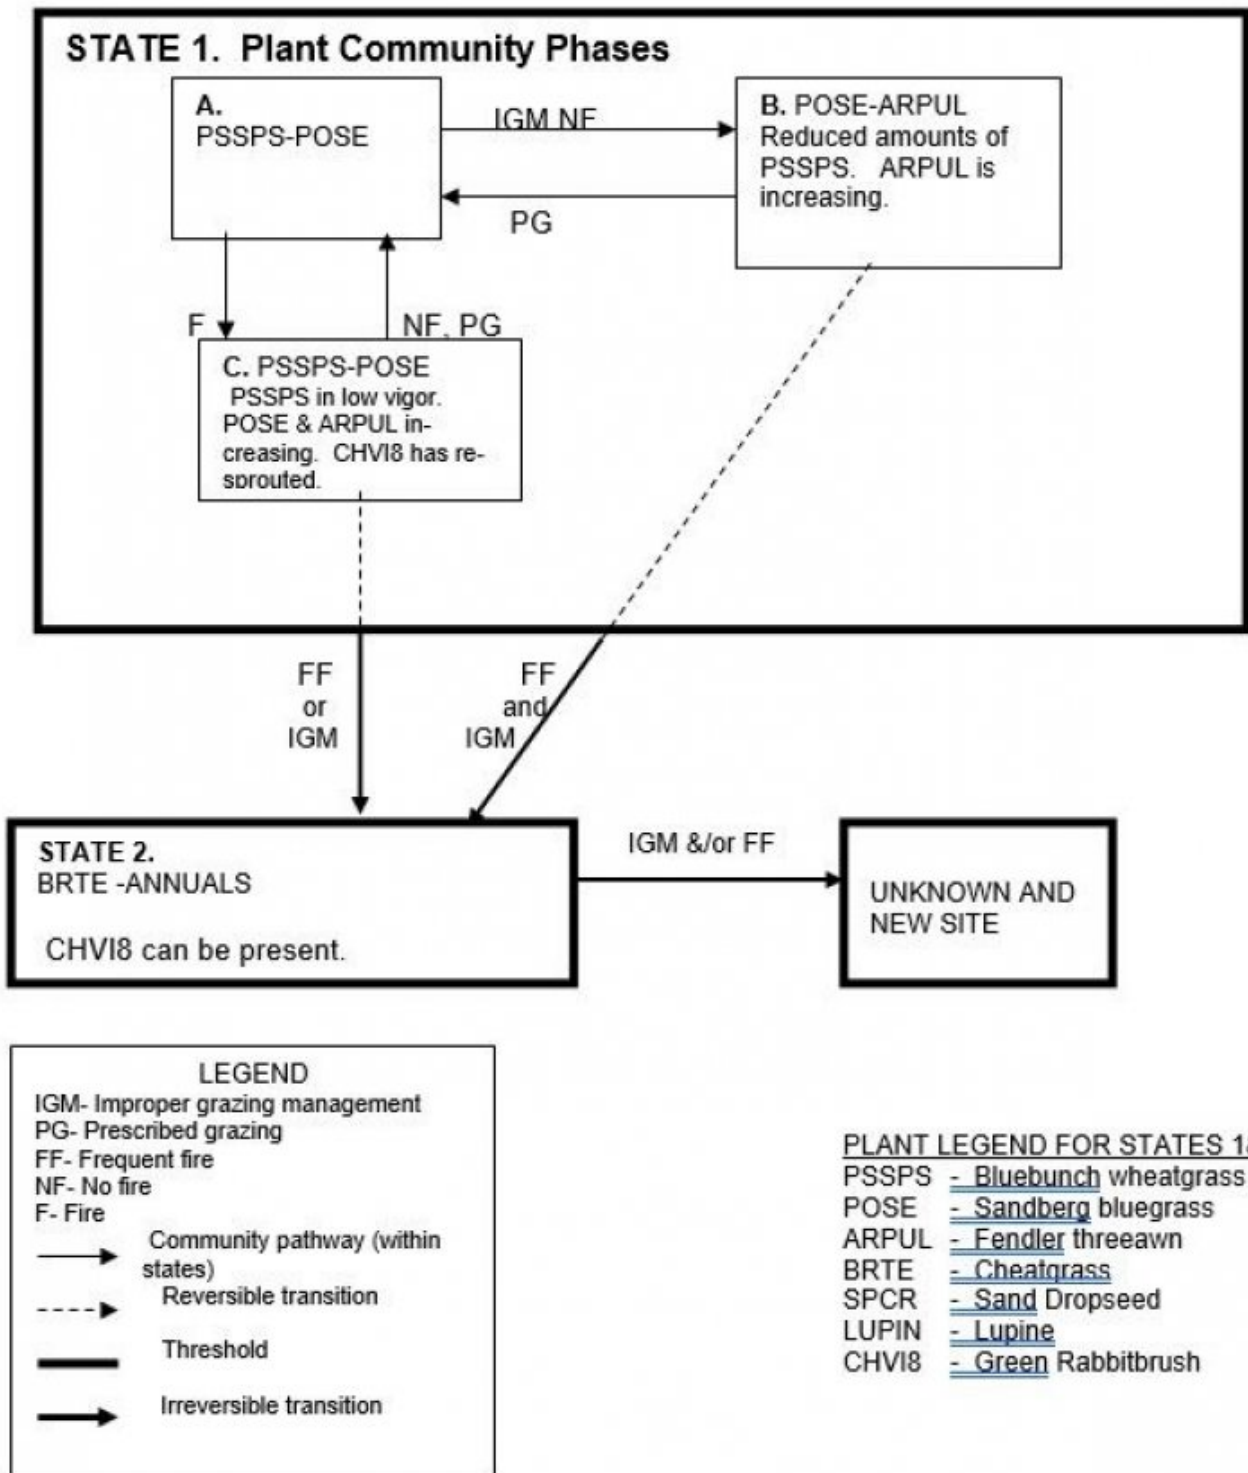 STATE 1. Plant Community Phases
A.
PSSPS-POSE
IGM NF
PG
B. POSE-ARPUL
Reduced amounts of
PSSPS. ARPUL is
increasing.
F
NF, PG
C. PSSPS-POSE
PSSPS in low vigor.
POSE & ARPUL in-
creasing. CHVI8 has re-
sprouted.
FF
or
IGM
FF
and
IGM
STATE 2.
BRTE -ANNUALS
CHVI8 can be present.
IGM &/or FF
UNKNOWN AND
NEW SITE
LEGEND
IGM- Improper grazing management
PG- Prescribed grazing
FF- Frequent fire
NF- No fire
F- Fire
Community pathway (within
states)
Reversible transition
Threshold
Irreversible transition
PLANT LEGEND FOR STATES 1
PSSPS - Bluebunch wheatgrass
POSE - Sandberg bluegrass
ARPUL - Fendler threeawn
BRTE - Cheatgrass
SPCR - Sand Dropseed
LUPIN - Lupine
CHVI8 - Green Rabbitbrush